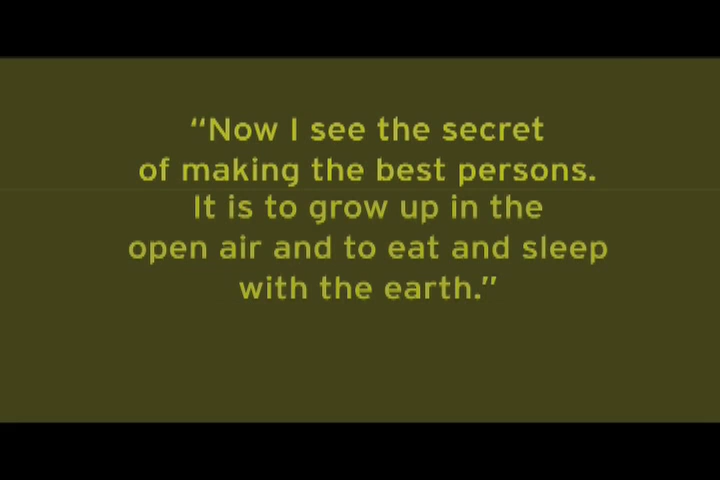 “Now I see the secret
of making the best persons.
It is to grow up in the
open air and to eat and sleep
with the earth.”